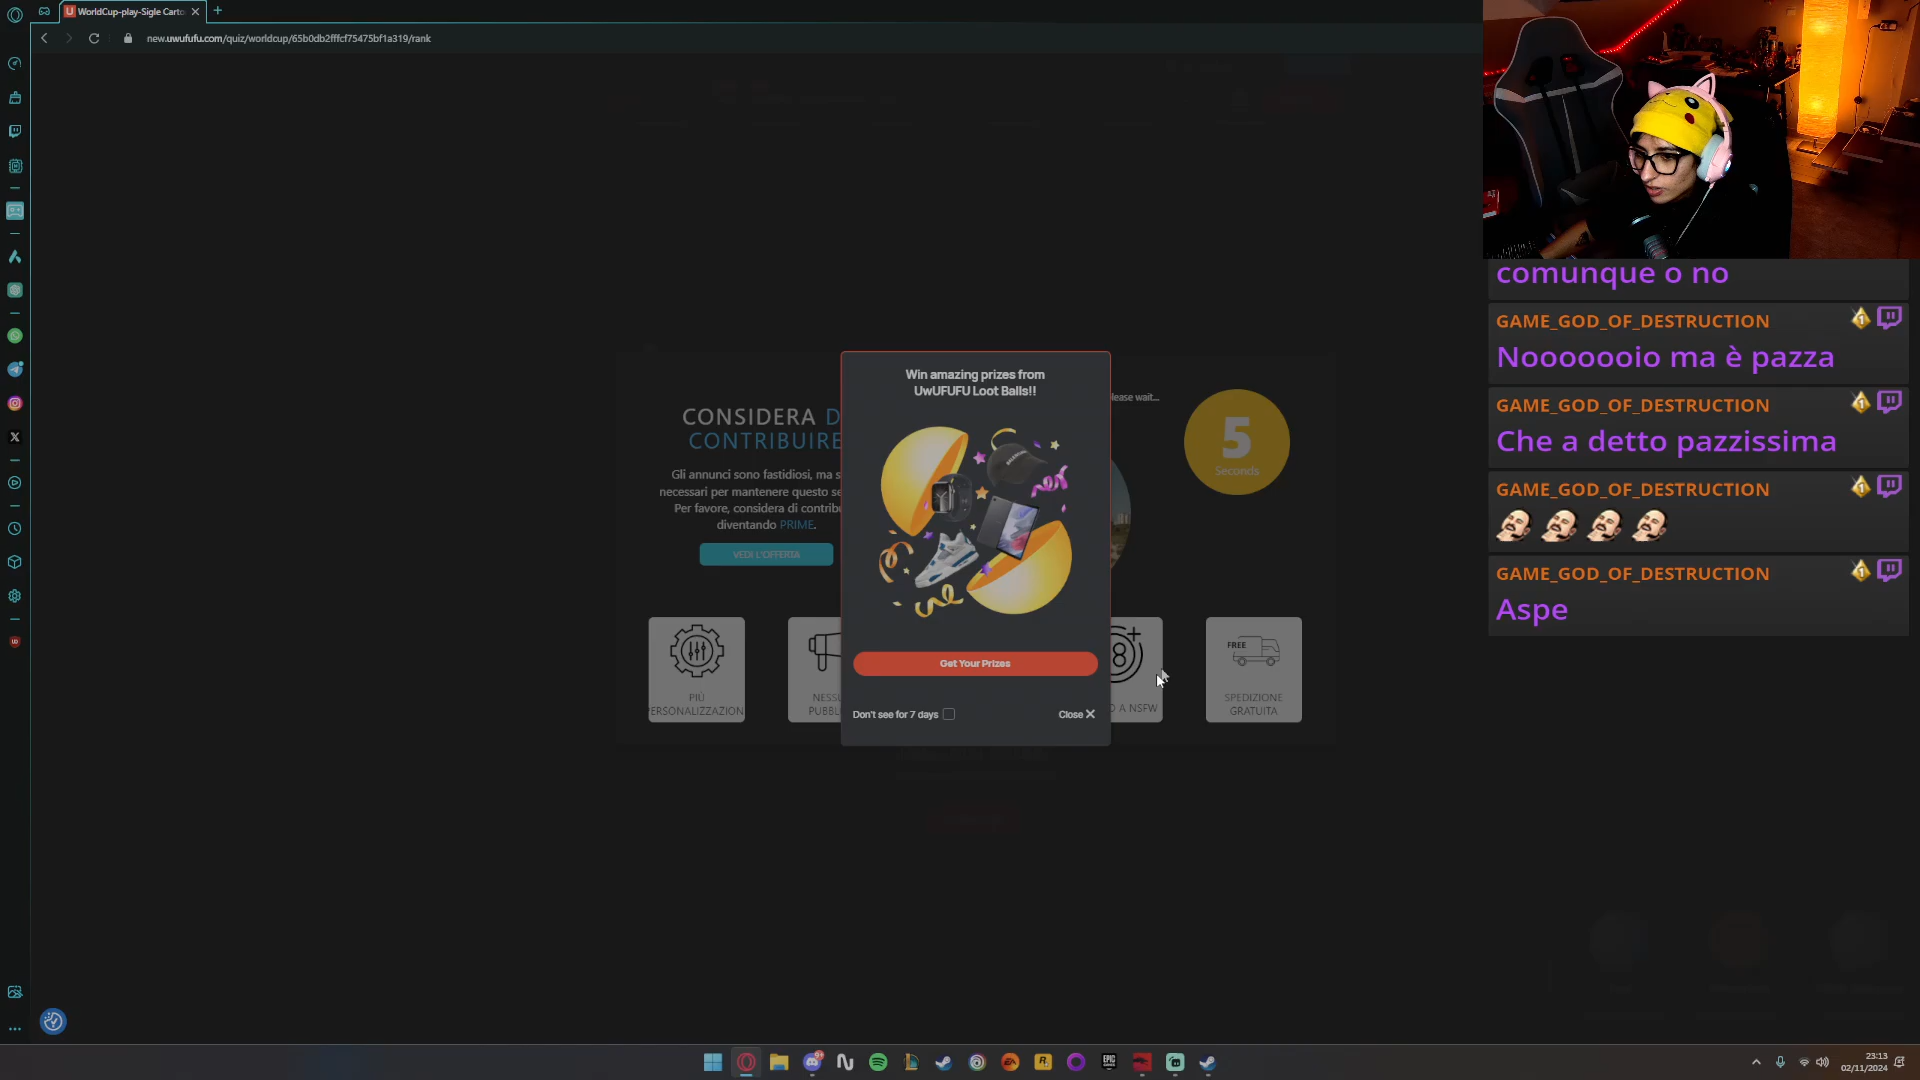 WorldCup-play-Sigle Carto
new.uwufufu.com/quiz/worldcup/65b0db2fffcf75475bf1a319/rank
comunque o no
GAME_GOD_OF_DESTRUCTION
Nooooooio ma è pazza
GAME_GOD_OF_DESTRUCTION
Che a detto pazzissima
GAME_GOD_OF_DESTRUCTION
GAME_GOD_OF_DESTRUCTION
Aspe
Win amazing prizes from
UwUFUFU Loot Balls!!
Get Your Prizes
Don't see for 7 days
Close
CONSIDERA D
CONTRIBUIRE
Gli annunci sono fastidiosi, ma s
necessari per mantenere questo se
Per favore, considera di contribu
diventando PRIME.
VEDI L'OFFERTA
lease wait...
5
Seconds
PIÙ
ERSONALIZZAZION
NESSU
PUBBL
8+
O A NSFW
FREE
SPEDIZIONE
GRATUITA
23:13
02/11/2024